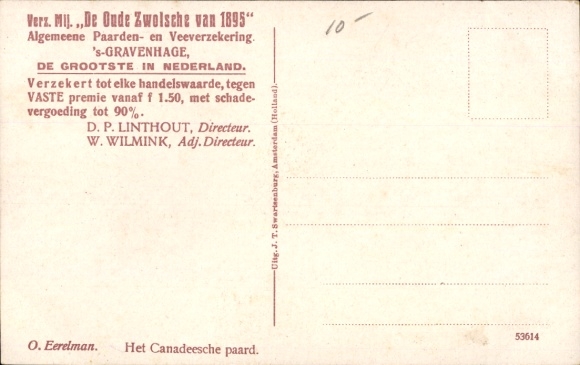 Verz. Mij. „De Oude Zwolsche van 1895"
Algemeene Paarden- en Veeverzekering.
's-GRAVENHAGE,
DE GROOTSTE IN NEDERLAND.
Verzekert tot elke handelswaarde, tegen
VASTE premie vanaf f 1.50, met schade-
vergoeding tot 90%.
D. P. LINTHOUT, Directeur.
W. WILMINK, Adj. Directeur.
10-
Uitg. J. T. Swartsenburg, Amsterdam (Holland).
53614
O. Eerelman. Het Canadeesche paard.